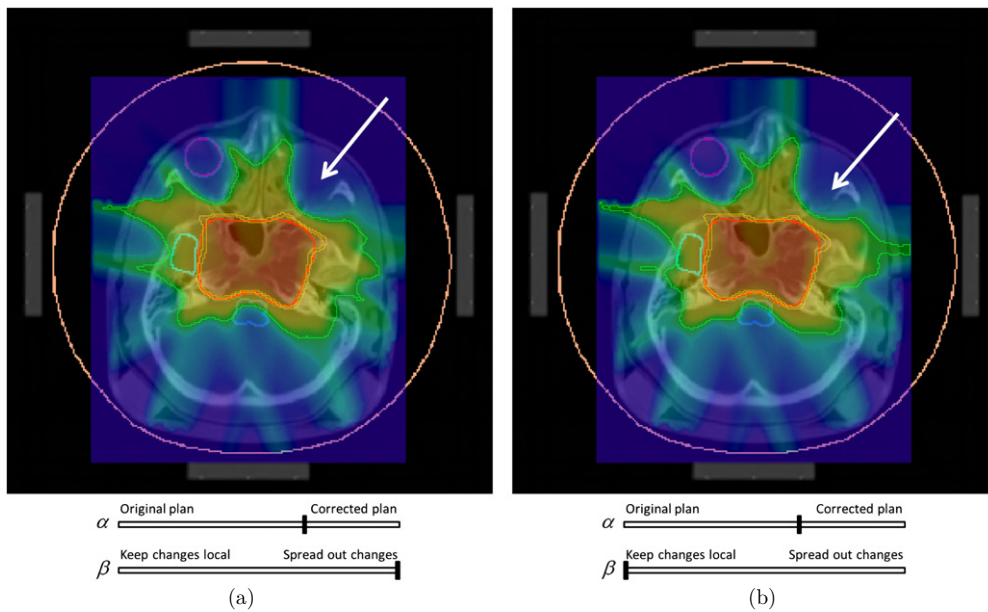 Original plan Corrected plan Original plan Corrected plan
α α
Keep changes local Spread out changes Keep changes local Spread out changes
β β
(a) (b)